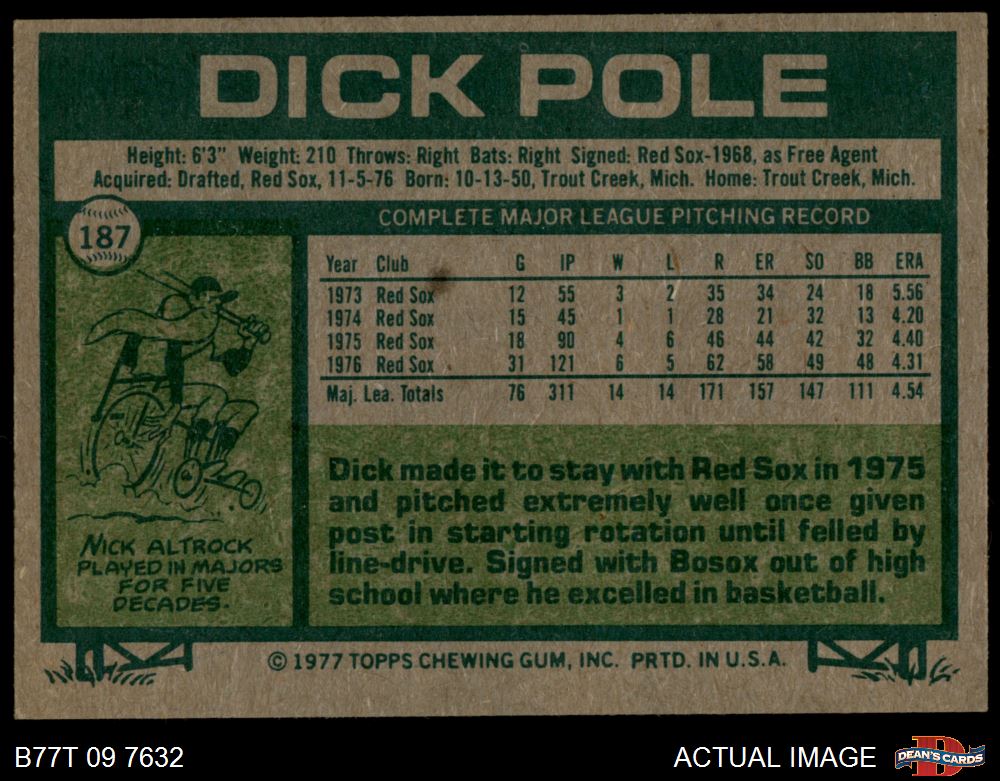 DICK POLE
Height: 6'3" Weight: 210 Throws: Right Bats: Right Signed: Red Sox-1968, as Free Agent
Acquired: Drafted, Red Sox, 11-5-76 Born: 10-13-50, Trout Creek, Mich. Home: Trout Creek, Mich.
187
COMPLETE MAJOR LEAGUE PITCHING RECORD
Year Club G IP W L R ER SO BB ERA
1973 Red Sox 12 55 3 2 35 34 24 18 5.56
1974 Red Sox 15 45 1 1 28 21 32 13 4.20
1975 Red Sox 18 90 4 6 46 44 42 32 4.40
1976 Red Sox 31 121 6 5 62 58 49 48 4.31
Maj. Lea. Totals 76 311 14 14 171 157 147 111 4.54
NICK ALTROCK
PLAYED IN MAJORS
FOR FIVE
DECADES.
Dick made it to stay with Red Sox in 1975
and pitched extremely well once given
post in starting rotation until felled by
line-drive. Signed with Bosox out of high
school where he excelled in basketball.
© 1977 TOPPS CHEWING GUM, INC. PRTD. IN U.S.A.
B77T 09 7632
ACTUAL IMAGE
D
DEAN'S CARDS